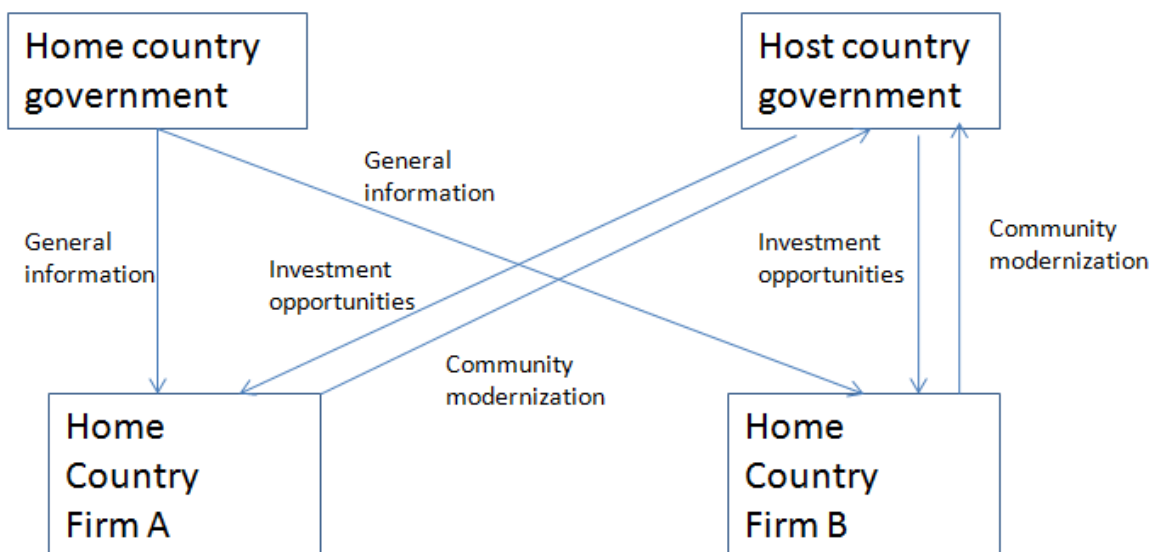 Home country
government
Host country
government
General
information
General
information
Investment
opportunities
Investment
opportunities
Community
modernization
Community
modernization
Home
Country
Firm A
Home
Country
Firm B